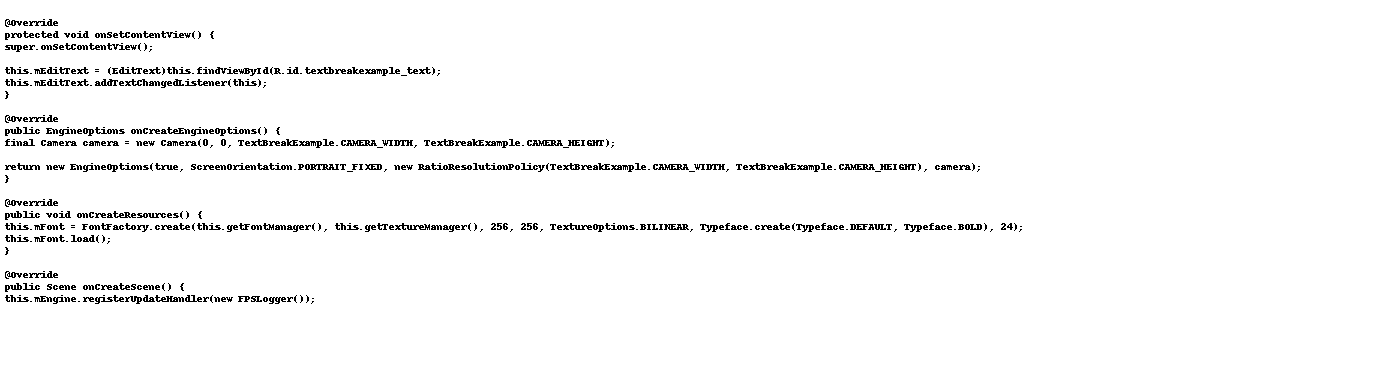 @Override
protected void onSetContentView() {
super.onSetContentView();

this.mEditText = (EditText)this.findViewById(R.id.textbreakexample_text);
this.mEditText.addTextChangedListener(this);
}

@Override
public EngineOptions onCreateEngineOptions() {
final Camera camera = new Camera(0, 0, TextBreakExample.CAMERA_WIDTH, TextBreakExample.CAMERA_HEIGHT);

return new EngineOptions(true, ScreenOrientation.PORTRAIT_FIXED, new RatioResolutionPolicy(TextBreakExample.CAMERA_WIDTH, TextBreakExample.CAMERA_HEIGHT), camera);
}

@Override
public void onCreateResources() {
this.mFont = FontFactory.create(this.getFontManager(), this.getTextureManager(), 256, 256, TextureOptions.BILINEAR, Typeface.create(Typeface.DEFAULT, Typeface.BOLD), 24);
this.mFont.load();
}

@Override
public Scene onCreateScene() {
this.mEngine.registerUpdateHandler(new FPSLogger());